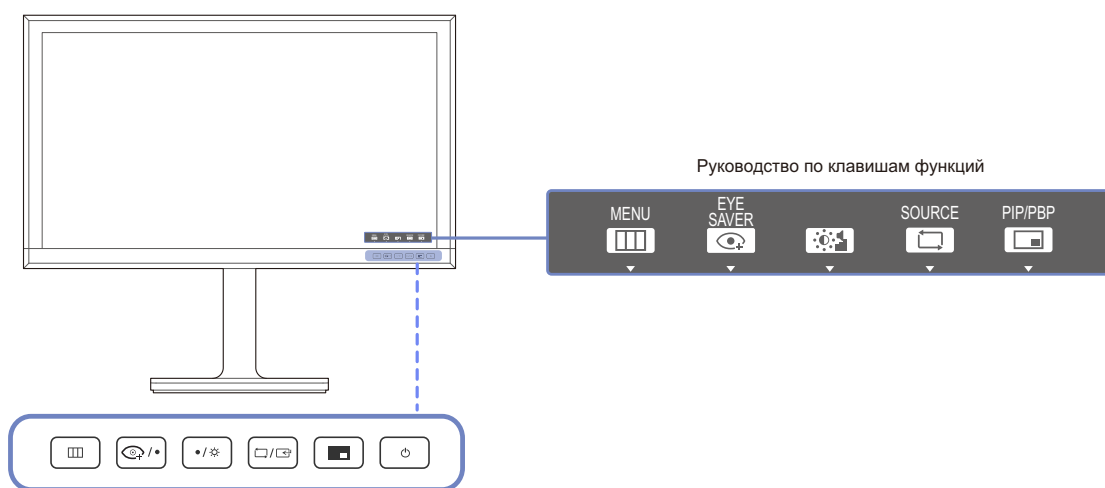 Руководство по клавишам функций
MENU
EYE
SAVER
SOURCE
PIP/PBP